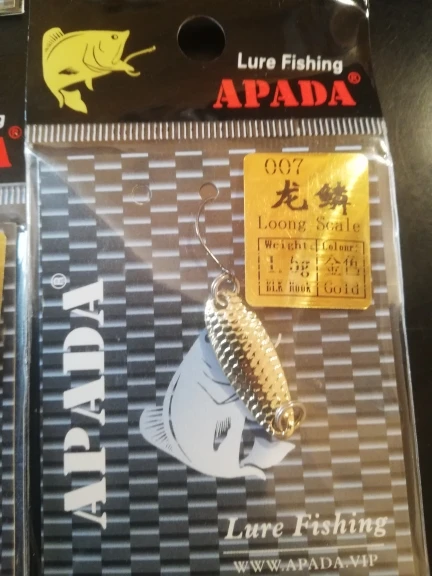 Lure Fishing
APADA®
007
龙鳞
Loong Scale
Weight: Colour:
1.5g 金色
BLK Hook Gold
APADA®
Lure Fishing
WWW.APADA.VIP